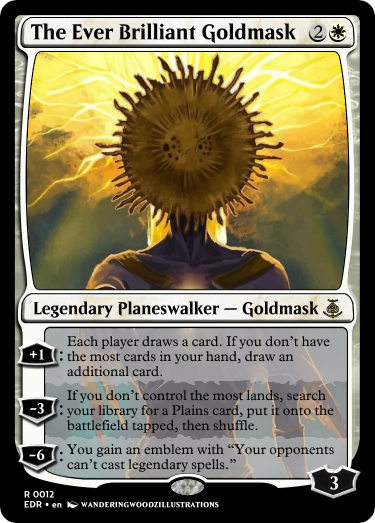 The Ever Brilliant Goldmask 2
Legendary Planeswalker — Goldmask
+1: Each player draws a card. If you don't have
the most cards in your hand, draw an
additional card.
-3: If you don't control the most lands, search
your library for a Plains card, put it onto the
battlefield tapped, then shuffle.
-6: You gain an emblem with “Your opponents
can't cast legendary spells.”
3
R 0012
EDR • en WANDERINGWOODZILLUSTRATIONS